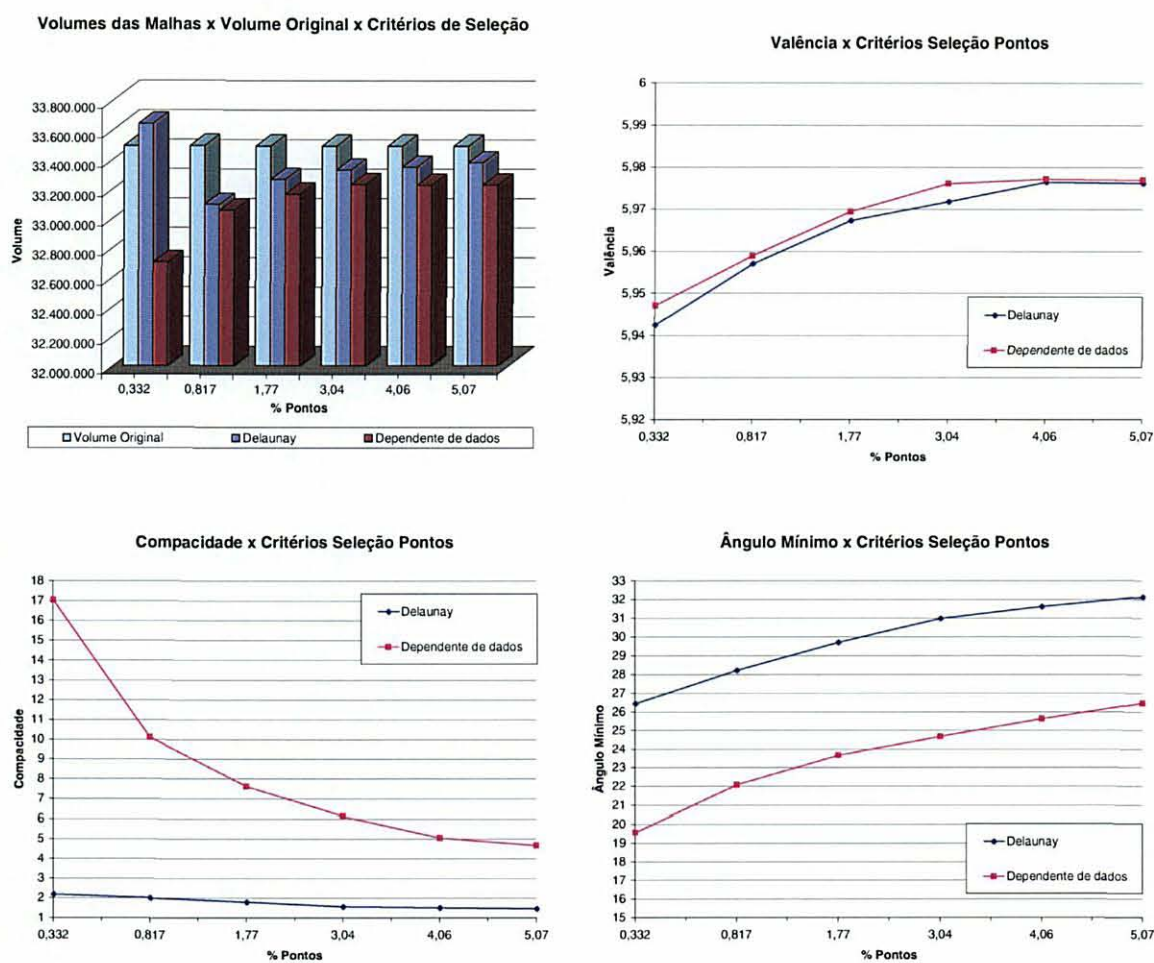 Volumes das Malhas x Volume Original x Critérios de Seleção
Volume
33.800.000
33.600.000
33.400.000
33.200.000
33.000.000
32.800.000
32.600.000
32.400.000
32.200.000
32.000.000
0,332 0,817 1,77 3,04 4,06 5,07
% Pontos
Volume Original Delaunay Dependente de dados
Valência x Critérios Seleção Pontos
Valência
6
5,99
5,98
5,97
5,96
5,95
5,94
5,93
5,92
Delaunay
Dependente de dados
0,332 0,817 1,77 3,04 4,06 5,07
% Pontos
Compacidade x Critérios Seleção Pontos
Compacidade
18
17
16
15
14
13
12
11
10
9
8
7
6
5
4
3
2
1
Delaunay
Dependente de dados
0,332 0,817 1,77 3,04 4,06 5,07
% Pontos
Ângulo Mínimo x Critérios Seleção Pontos
Ângulo Mínimo
33
32
31
30
29
28
27
26
25
24
23
22
21
20
19
18
17
16
15
Delaunay
Dependente de dados
0,332 0,817 1,77 3,04 4,06 5,07
% Pontos